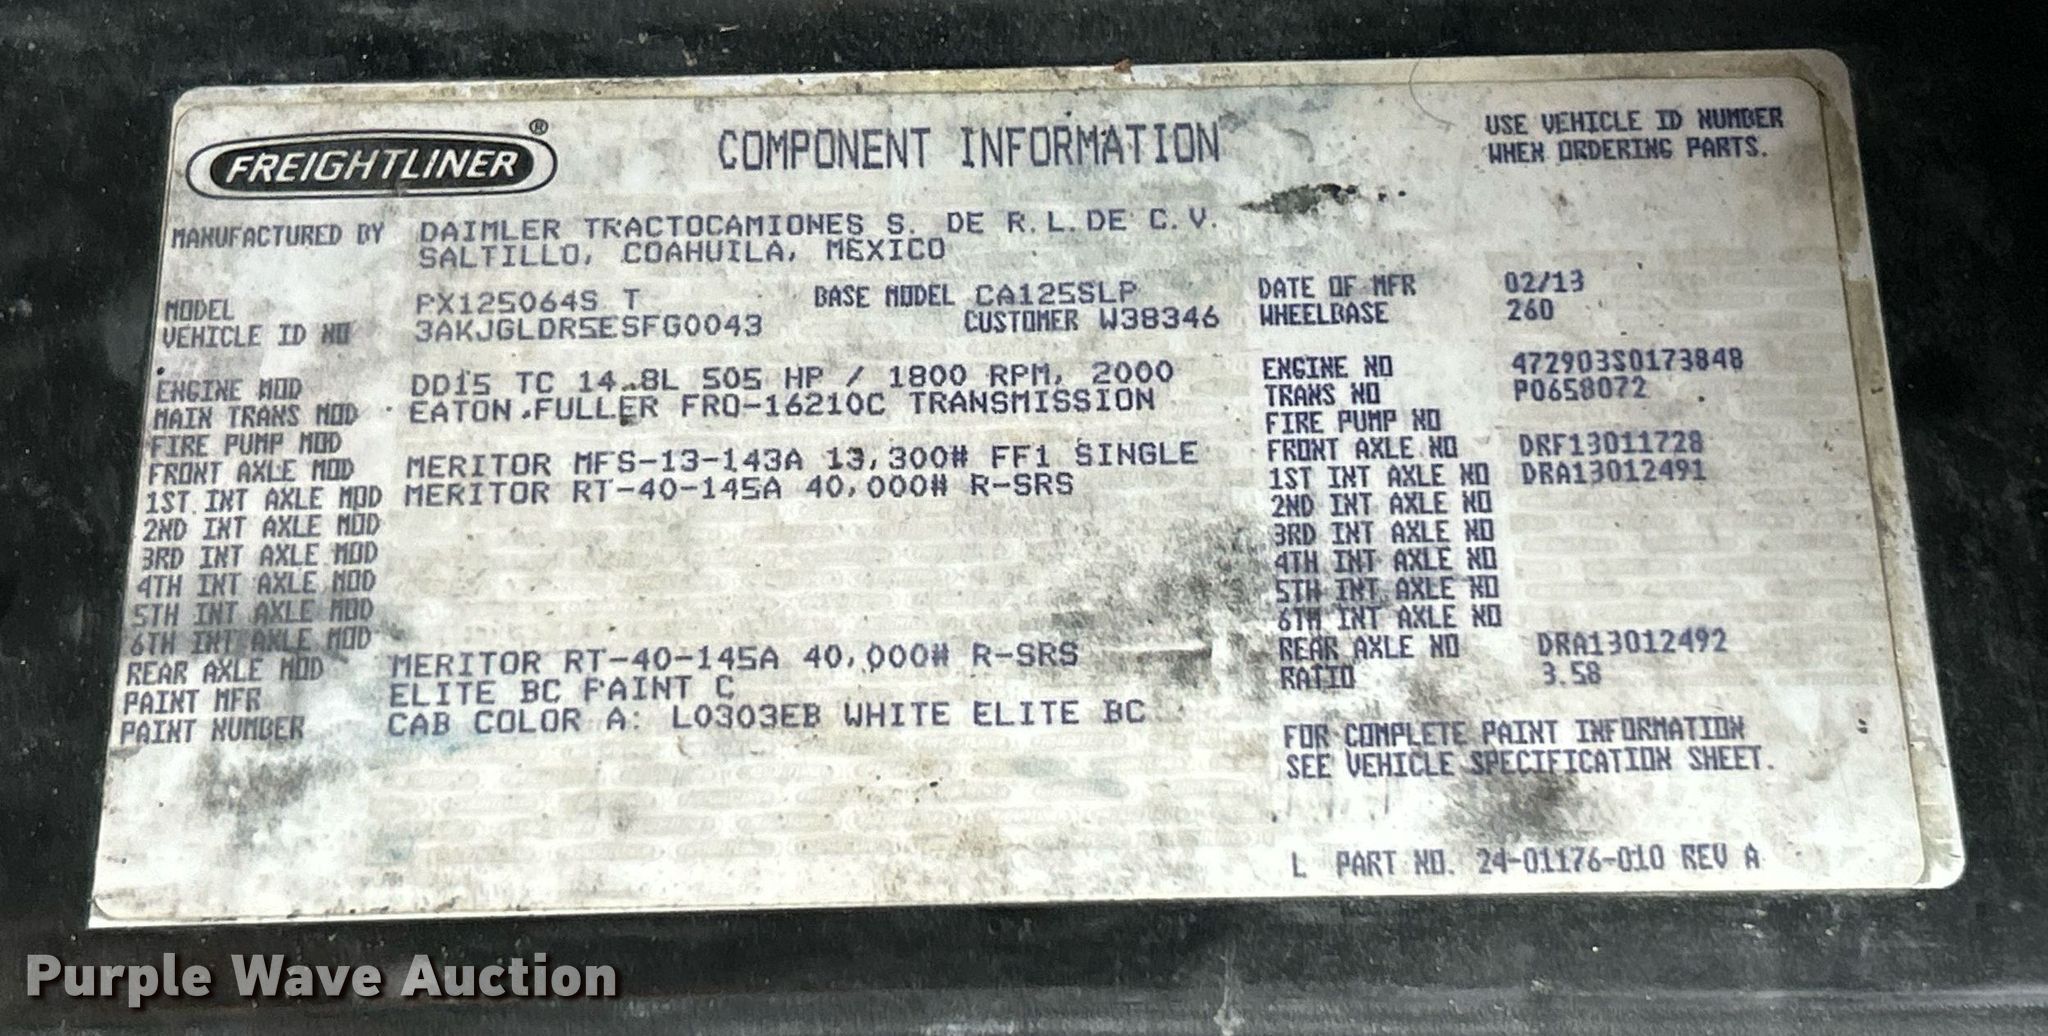 FREIGHTLINER®
COMPONENT INFORMATION
USE VEHICLE ID NUMBER
WHEN ORDERING PARTS.
MANUFACTURED BY DAIMLER TRACTOCAMIONES S. DE R.L.DE C.V.
SALTILLO, COAHUILA, MEXICO
MODEL PX125064S T BASE MODEL CA125SLP DATE OF MFR 02/13
VEHICLE ID NO 3AKJGLDR5ESFG0043 CUSTOMER W38346 WHEELBASE 260
ENGINE MOD DD15 TC 14.8L 505 HP / 1800 RPM, 2000 ENGINE NO 472903S0173848
MAIN TRANS MOD EATON FULLER FRO-16210C TRANSMISSION TRANS NO P0658072
FIRE PUMP MOD FIRE PUMP NO
FRONT AXLE MOD MERITOR MFS-13-143A 13,300# FF1 SINGLE FRONT AXLE NO DRF13011728
1ST INT AXLE MOD MERITOR RT-40-145A 40,000# R-SRS 1ST INT AXLE NO DRA13012491
2ND INT AXLE MOD 2ND INT AXLE NO
3RD INT AXLE MOD 3RD INT AXLE NO
4TH INT AXLE MOD 4TH INT AXLE NO
5TH INT AXLE MOD 5TH INT AXLE NO
6TH INT AXLE MOD 6TH INT AXLE NO
REAR AXLE MOD MERITOR RT-40-145A 40,000# R-SRS REAR AXLE NO DRA13012492
PAINT MFR ELITE BC PAINT C RATIO 3.58
PAINT NUMBER CAB COLOR A: L0303EB WHITE ELITE BC
FOR COMPLETE PAINT INFORMATION
SEE VEHICLE SPECIFICATION SHEET.
L PART NO. 24-01176-010 REV A
Purple Wave Auction